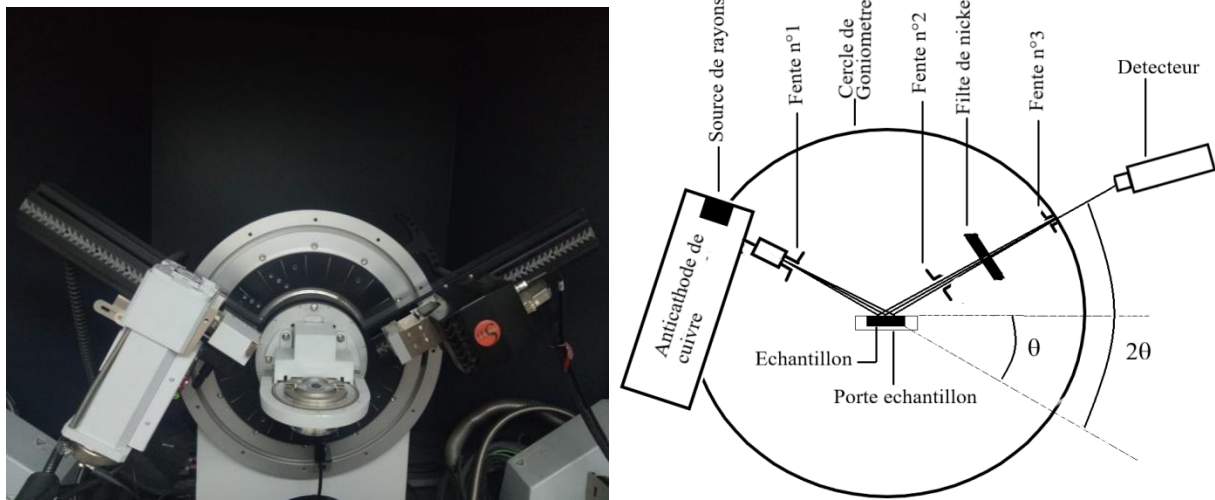 Source de rayons
Fente n°1
Cercle de
Goniometre
Fente n°2
Filte de nicke
Fente n°3
Detecteur
Anticathode de
cuivre
Echantillon
Porte echantillon
θ
2θ